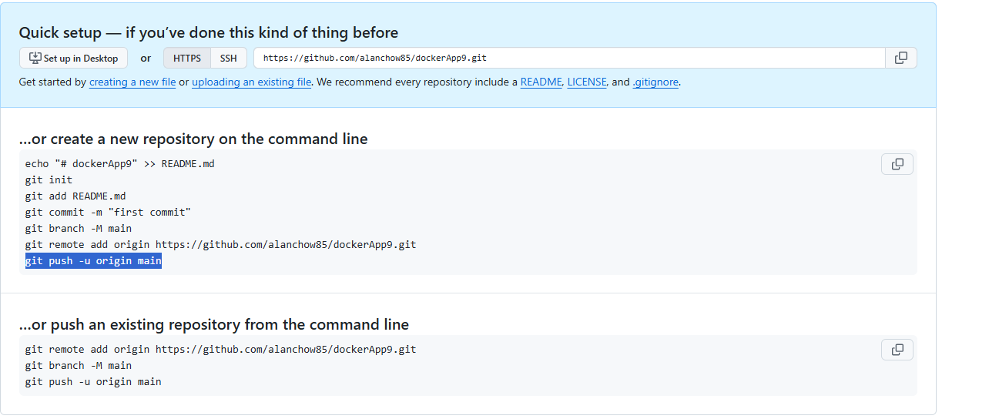 Quick setup — if you’ve done this kind of thing before
Set up in Desktop or HTTPS SSH https://github.com/alanchow85/dockerApp9.git
Get started by creating a new file or uploading an existing file. We recommend every repository include a README, LICENSE, and .gitignore.
…or create a new repository on the command line
echo "# dockerApp9" >> README.md
git init
git add README.md
git commit -m "first commit"
git branch -M main
git remote add origin https://github.com/alanchow85/dockerApp9.git
git push -u origin main
…or push an existing repository from the command line
git remote add origin https://github.com/alanchow85/dockerApp9.git
git branch -M main
git push -u origin main